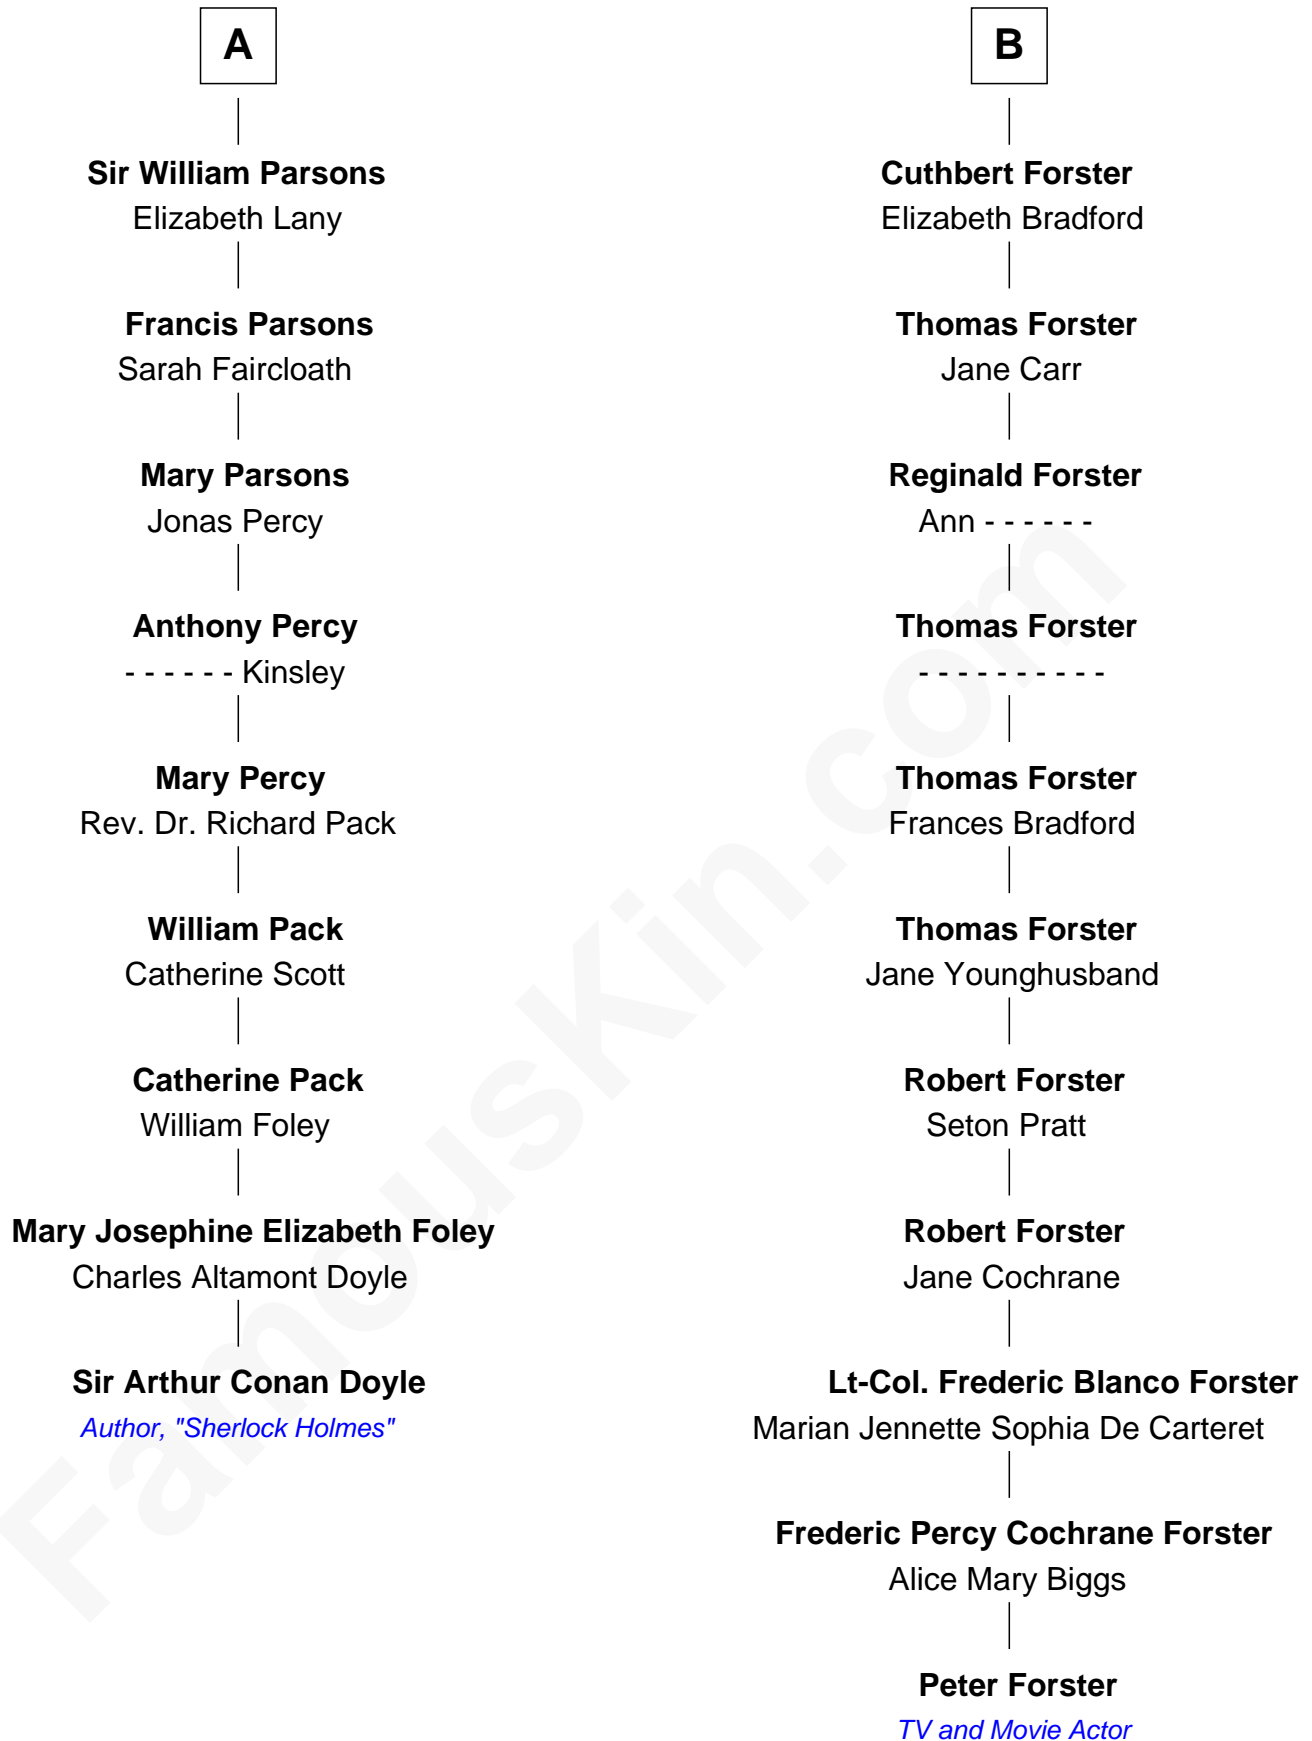 A
Sir William Parsons
Elizabeth Lany
Francis Parsons
Sarah Faircloath
Mary Parsons
Jonas Percy
Anthony Percy
- - - - - - Kinsley
Mary Percy
Rev. Dr. Richard Pack
William Pack
Catherine Scott
Catherine Pack
William Foley
Mary Josephine Elizabeth Foley
Charles Altamont Doyle
Sir Arthur Conan Doyle
Author, "Sherlock Holmes"
B
Cuthbert Forster
Elizabeth Bradford
Thomas Forster
Jane Carr
Reginald Forster
Ann - - - - - -
Thomas Forster
- - - - - - - - - -
Thomas Forster
Frances Bradford
Thomas Forster
Jane Younghusband
Robert Forster
Seton Pratt
Robert Forster
Jane Cochrane
Lt-Col. Frederic Blanco Forster
Marian Jennette Sophia De Carteret
Frederic Percy Cochrane Forster
Alice Mary Biggs
Peter Forster
TV and Movie Actor
FamousKin.com